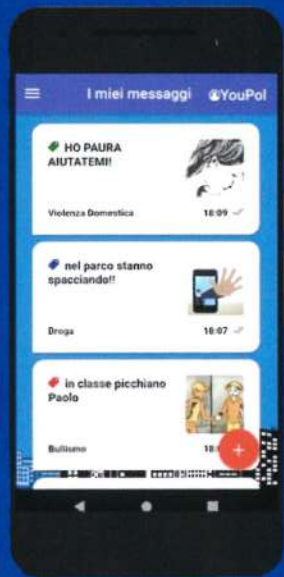 I miei messaggi
YouPol
HO PAURA
AIUTATEMI!
Violenza Domestica
18:09
nel parco stanno
spacciando!!
Droga
18:07
in classe picchiano
Paolo
Bullismo